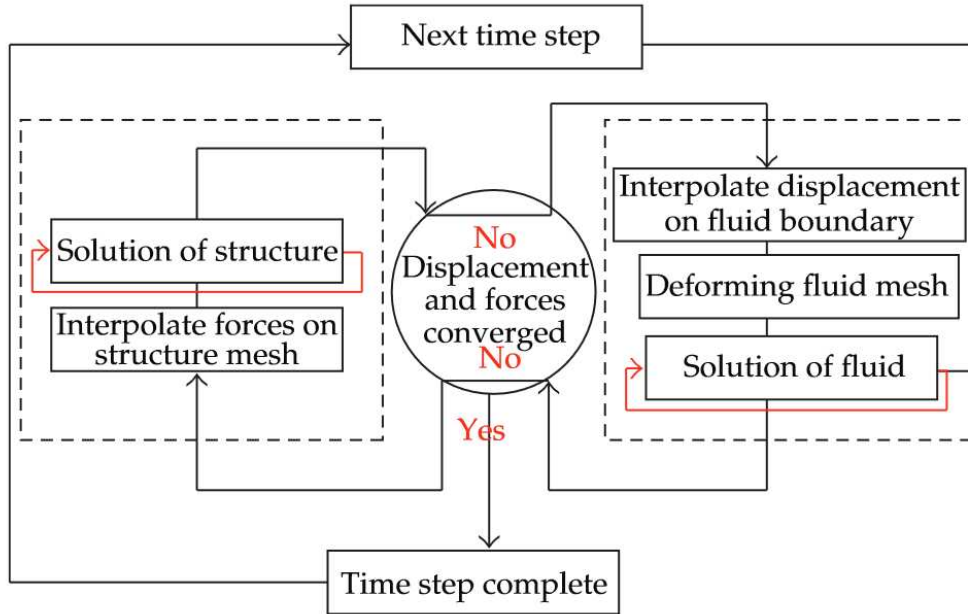 Next time step
Solution of structure
Interpolate forces on
structure mesh
No
Displacement
and forces
converged
No
Yes
Interpolate displacement
on fluid boundary
Deforming fluid mesh
Solution of fluid
Time step complete